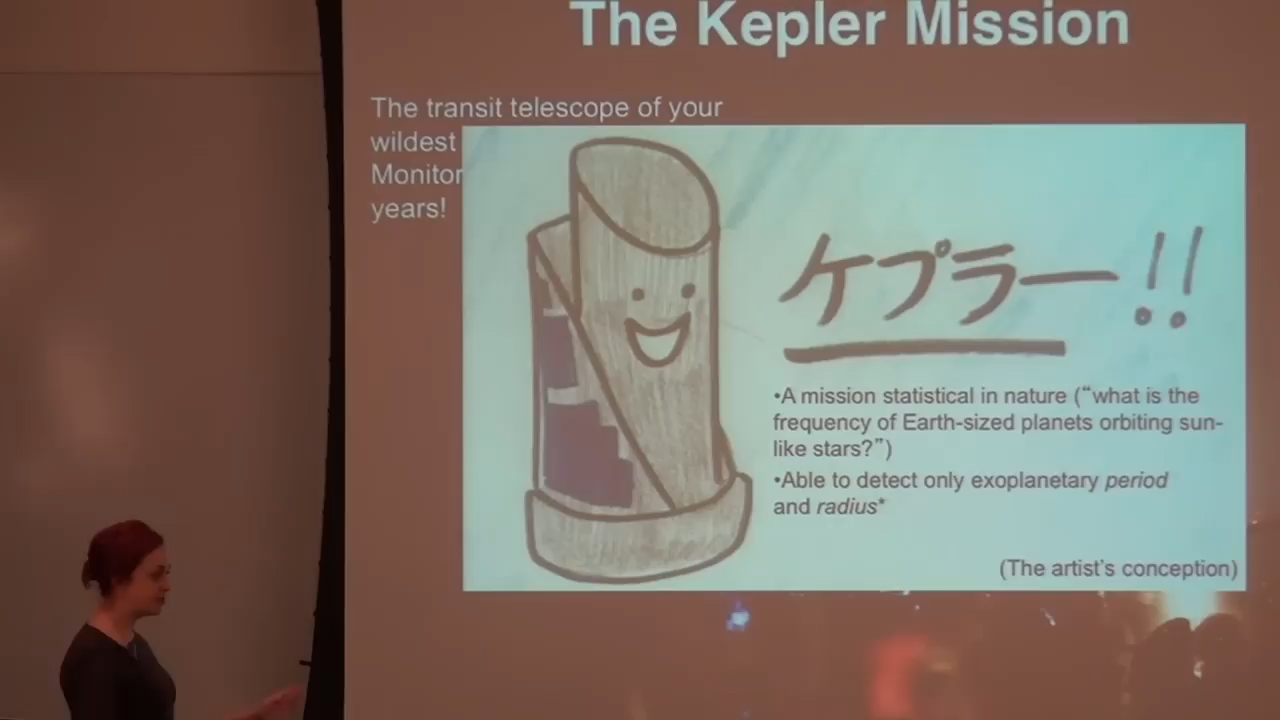 The Kepler Mission
The transit telescope of your
wildest
Monitor
years!
ケプラー!!
•A mission statistical in nature (“what is the
frequency of Earth-sized planets orbiting sun-
like stars?”)
•Able to detect only exoplanetary period
and radius*
(The artist's conception)